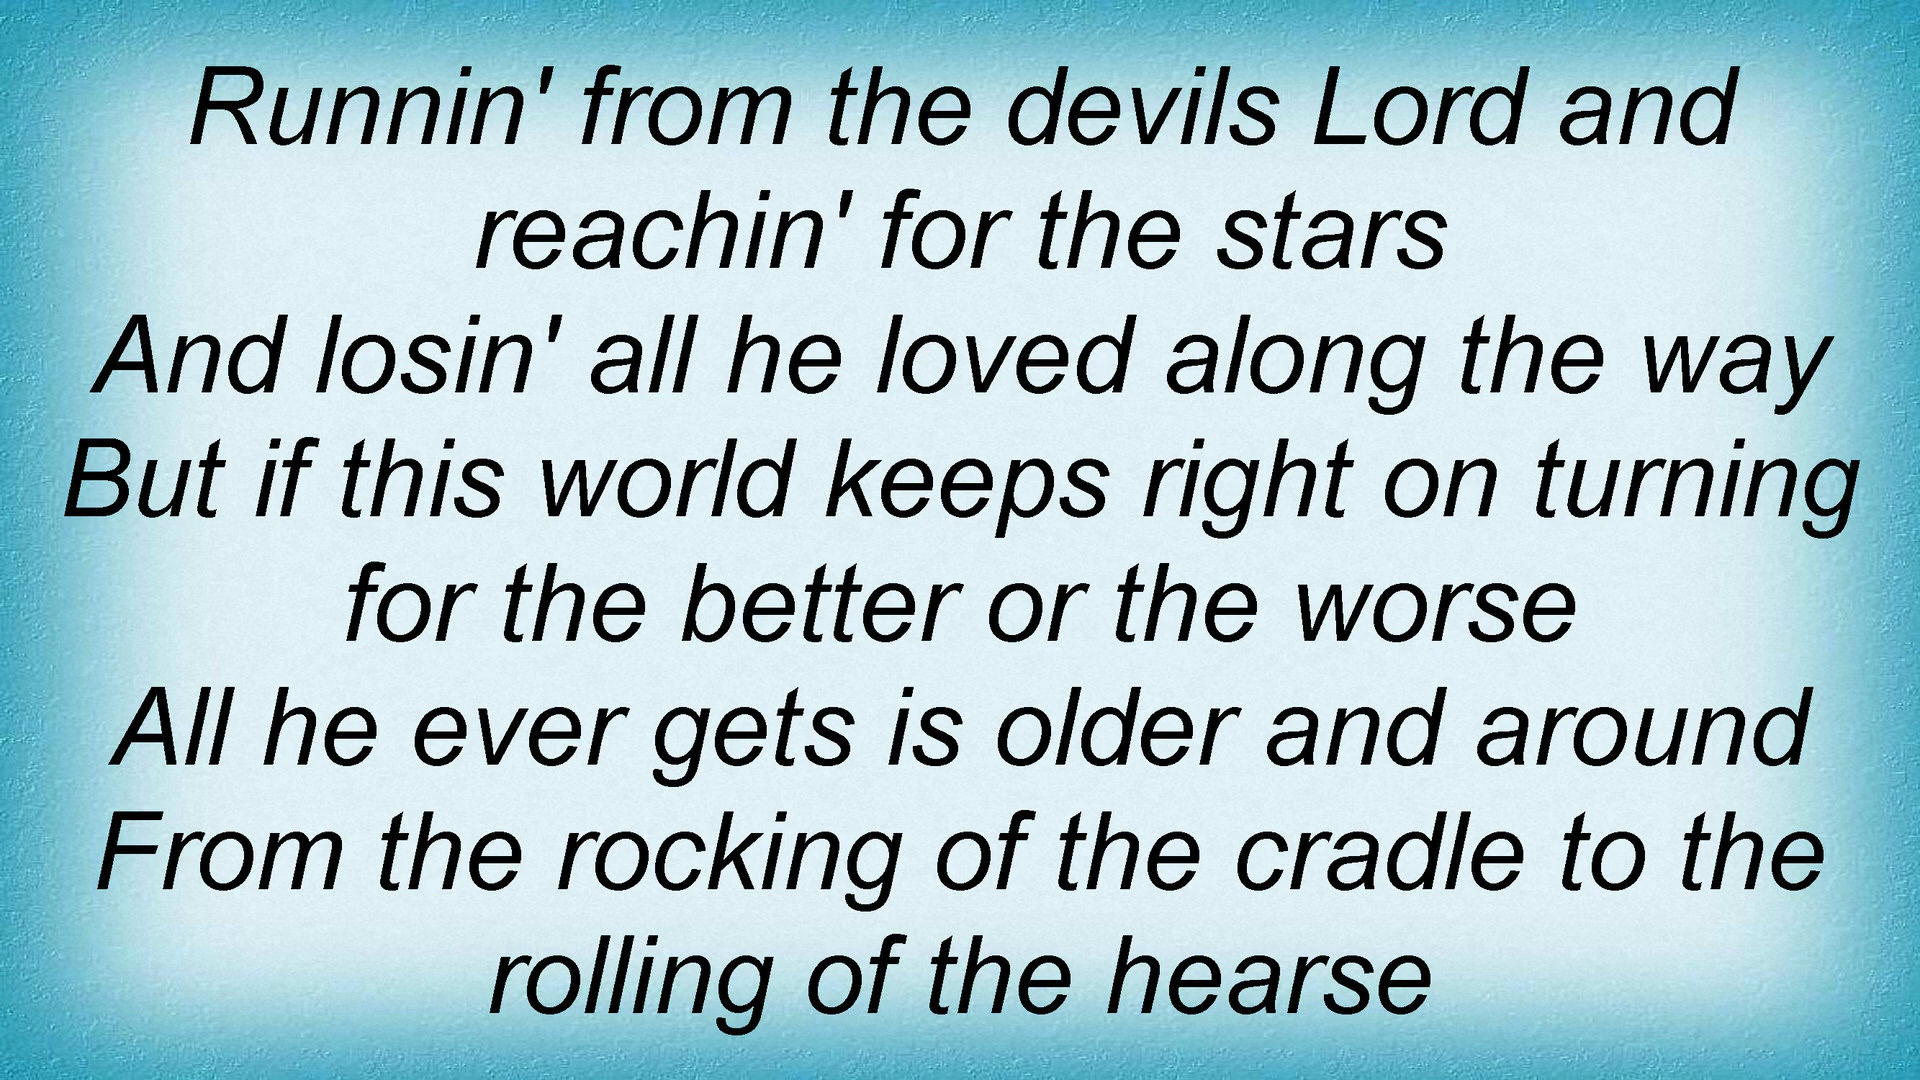 Runnin' from the devils Lord and
reachin' for the stars
And losin' all he loved along the way
But if this world keeps right on turning
for the better or the worse
All he ever gets is older and around
From the rocking of the cradle to the
rolling of the hearse